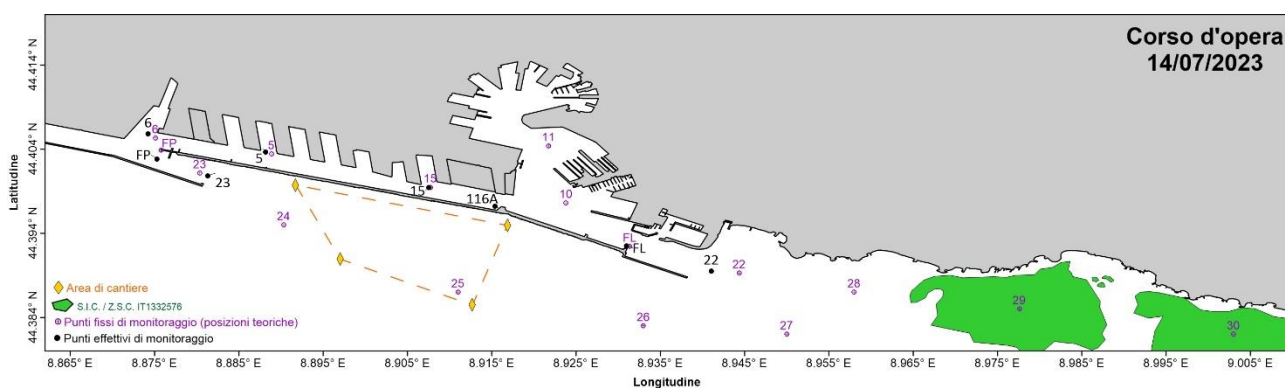 Corso d'opera
14/07/2023
44.414° N
44.404° N
44.394° N
44.384° N
Latitudine
6
6
FP
FP
23
23
5
5
15
15
116A
11
10
24
25
FL
FL
22
22
26
27
28
29
30
Area di cantiere
S.I.C. / Z.S.C. IT1332576
Punti fissi di monitoraggio (posizioni teoriche)
Punti effettivi di monitoraggio
8.865° E
8.875° E
8.885° E
8.895° E
8.905° E
8.915° E
8.925° E
8.935° E
8.945° E
8.955° E
8.965° E
8.975° E
8.985° E
8.995° E
9.005° E
Longitudine